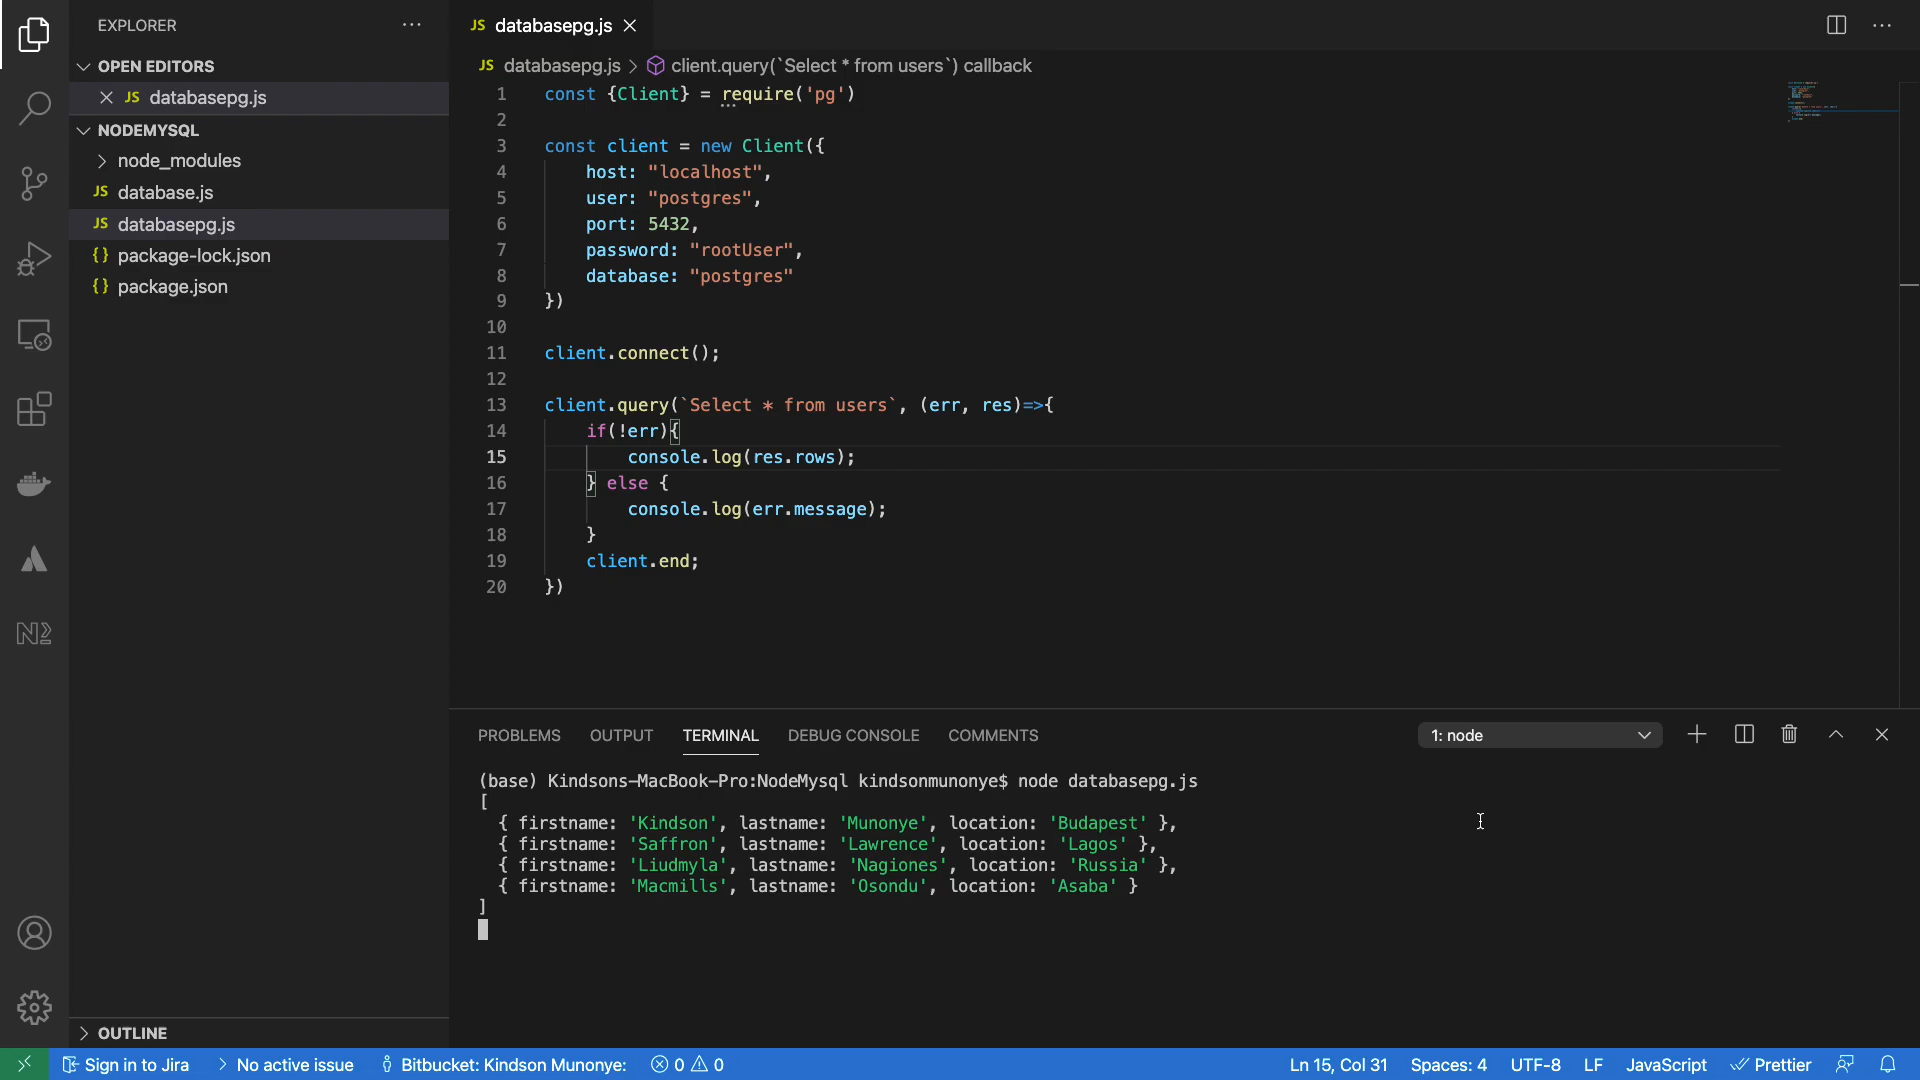 EXPLORER
OPEN EDITORS
JS databasepg.js
NODEMYSQL
node_modules
JS database.js
JS databasepg.js
{} package-lock.json
{} package.json
OUTLINE
JS databasepg.js
JS databasepg.js > client.query(`Select * from users`) callback
1 const {Client} = require('pg')
2
3 const client = new Client({
4 host: "localhost",
5 user: "postgres",
6 port: 5432,
7 password: "rootUser",
8 database: "postgres"
9 })
10
11 client.connect();
12
13 client.query(`Select * from users`, (err, res)=>{
14 if(!err){
15 console.log(res.rows);
16 } else {
17 console.log(err.message);
18 }
19 client.end;
20 })
PROBLEMS OUTPUT TERMINAL DEBUG CONSOLE COMMENTS 1: node
(base) Kindsons-MacBook-Pro:NodeMysql kindsonmunonye$ node databasepg.js
[
{ firstname: 'Kindson', lastname: 'Munonye', location: 'Budapest' },
{ firstname: 'Saffron', lastname: 'Lawrence', location: 'Lagos' },
{ firstname: 'Liudmyla', lastname: 'Nagiones', location: 'Russia' },
{ firstname: 'Macmills', lastname: 'Osondu', location: 'Asaba' }
]
Sign in to Jira No active issue Bitbucket: Kindson Munonye: 0 0 Ln 15, Col 31 Spaces: 4 UTF-8 LF JavaScript Prettier